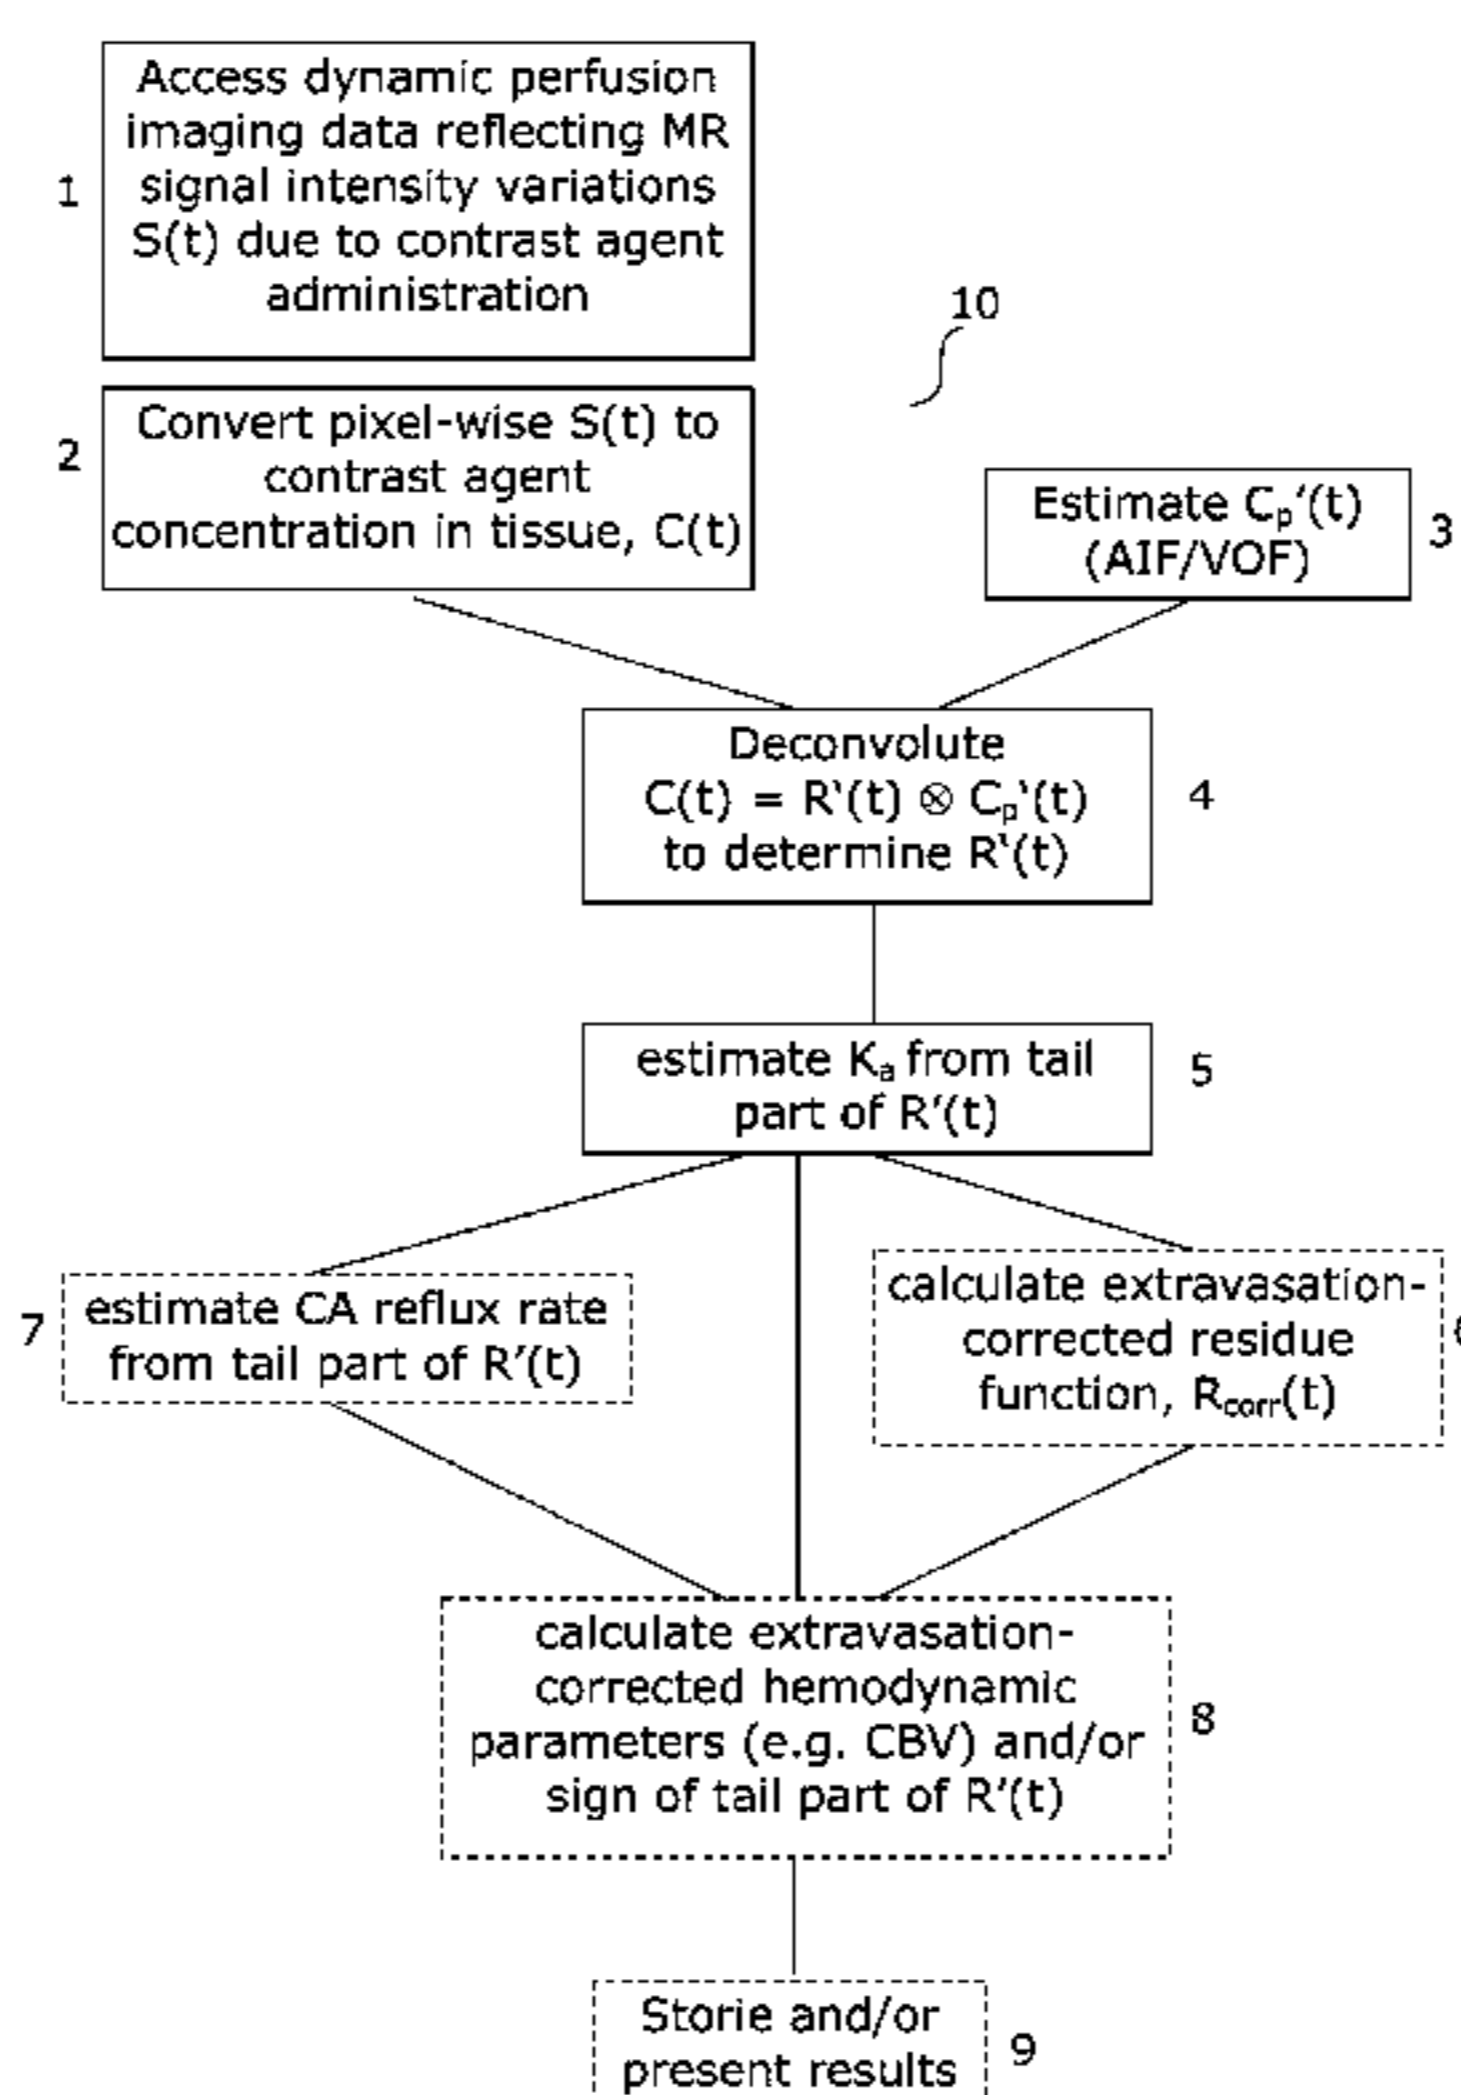 Access dynamic perfusion
imaging data reflecting MR
signal intensity variations
S(t) due to contrast agent
administration
1
10
Convert pixel-wise S(t) to
contrast agent
concentration in tissue, C(t)
2
Estimate Cₚ’(t)
(AIF/VOF)
3
Deconvolute
C(t) = R‘(t) ⊗ Cₚ‘(t)
to determine R‘(t)
4
estimate Kₐ from tail
part of R’(t)
5
7
estimate CA reflux rate
from tail part of R’(t)
calculate extravasation-
corrected residue
function, Rcorr(t)
calculate extravasation-
corrected hemodynamic
parameters (e.g. CBV) and/or
sign of tail part of R’(t)
8
Storie and/or
present results
9